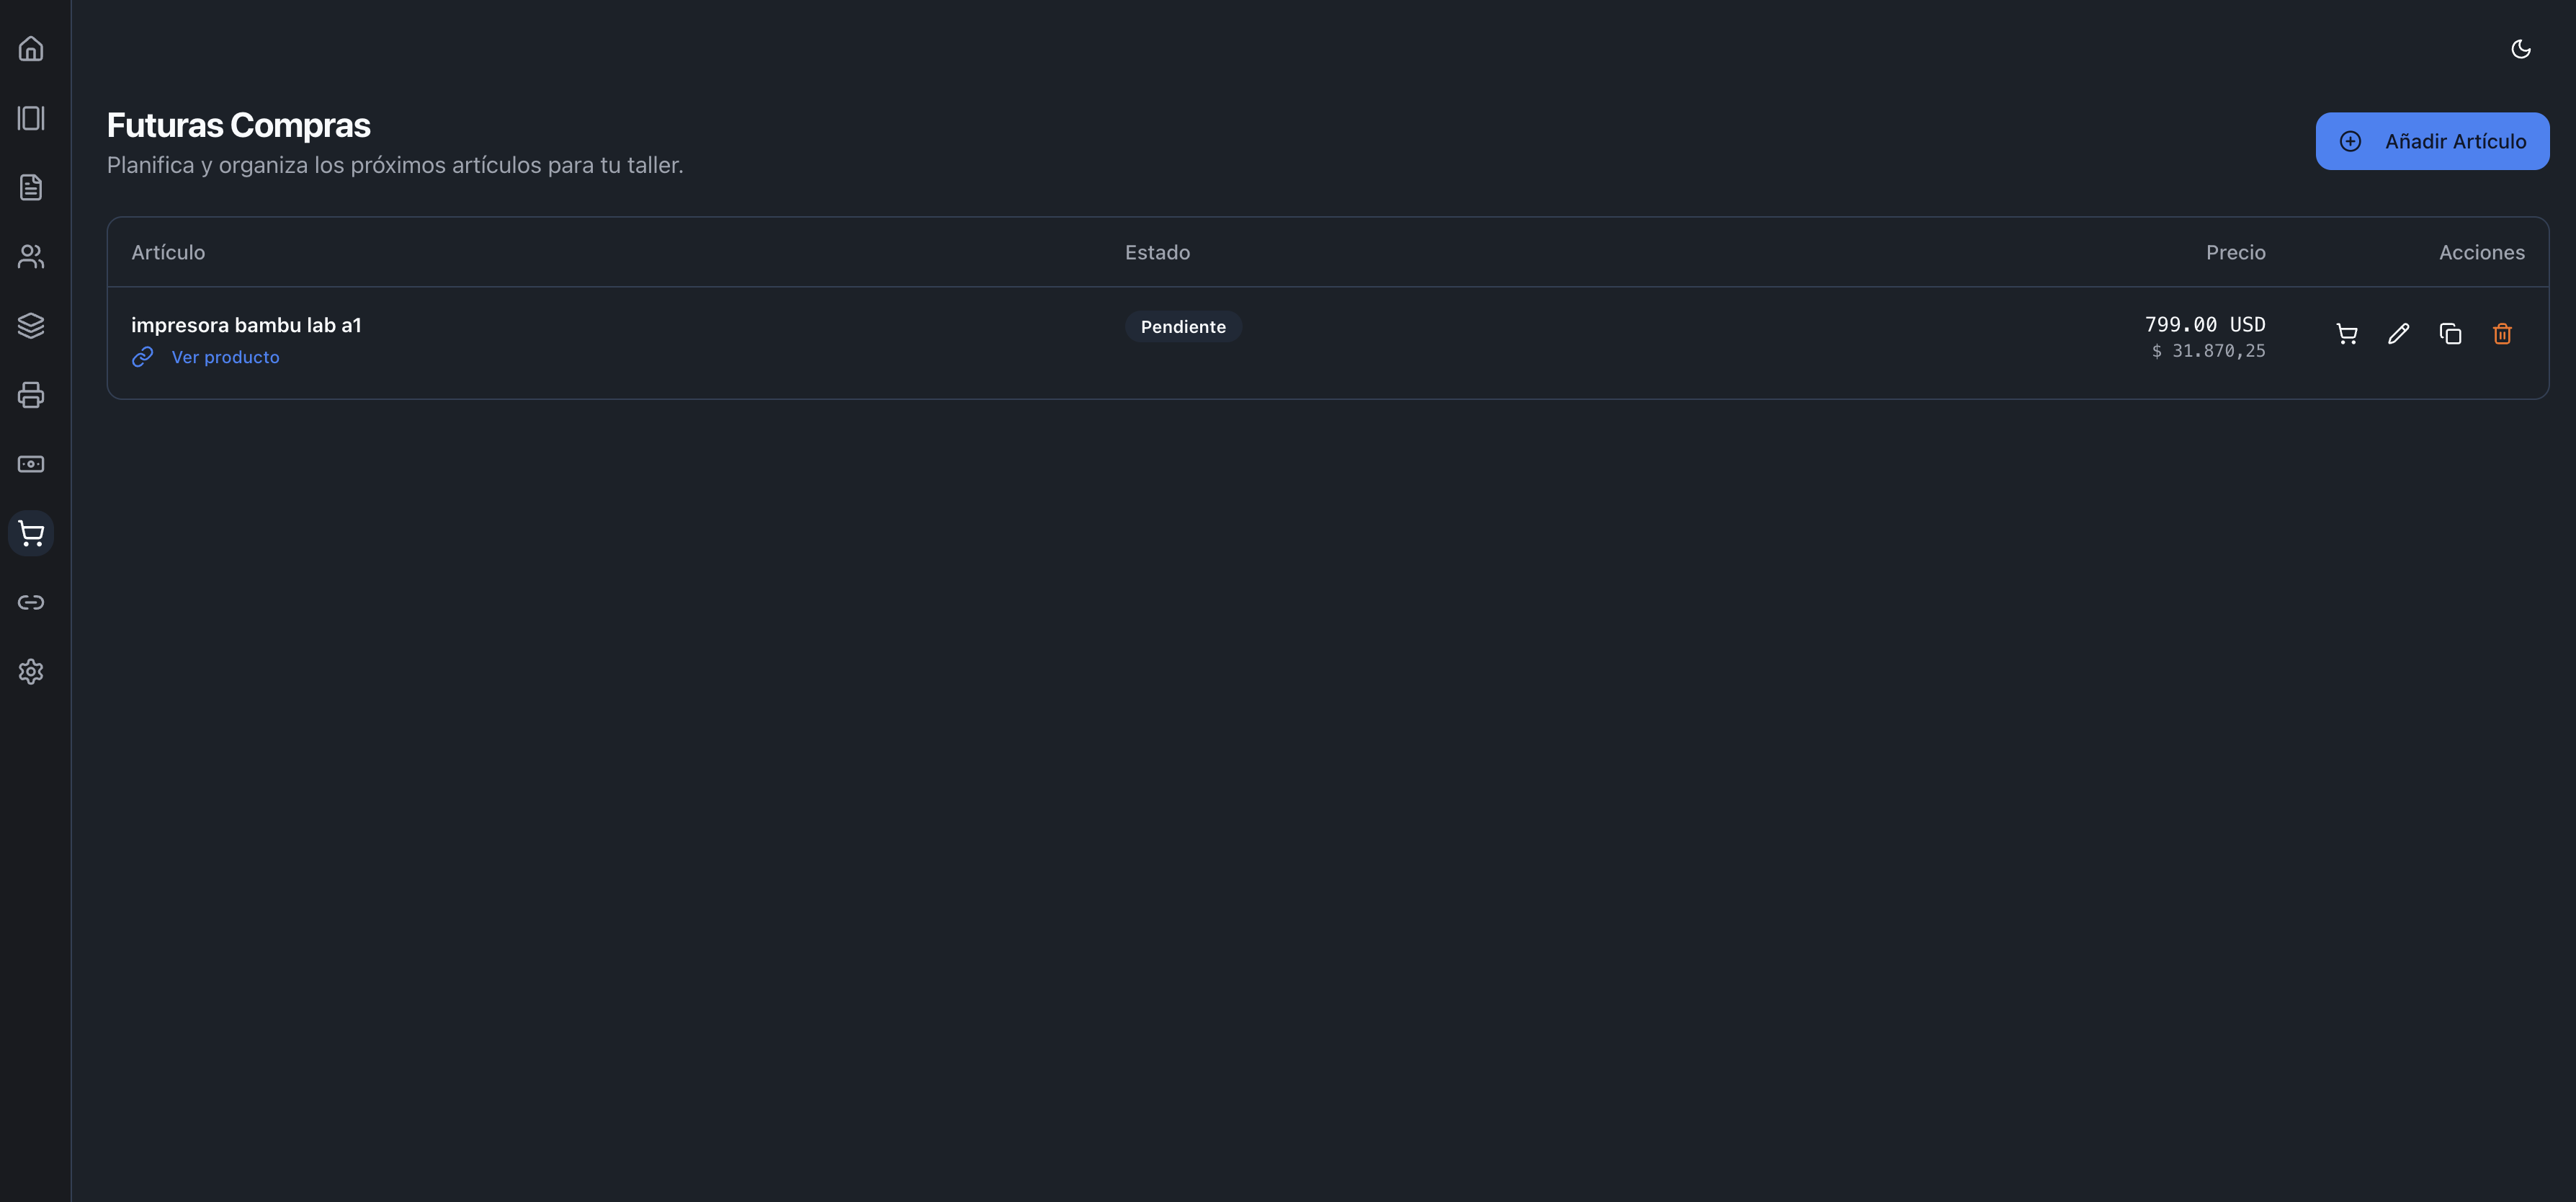 Futuras Compras
Planifica y organiza los próximos artículos para tu taller.
Añadir Artículo
Artículo Estado Precio Acciones
impresora bambu lab a1 Pendiente 799.00 USD
Ver producto $ 31.870,25